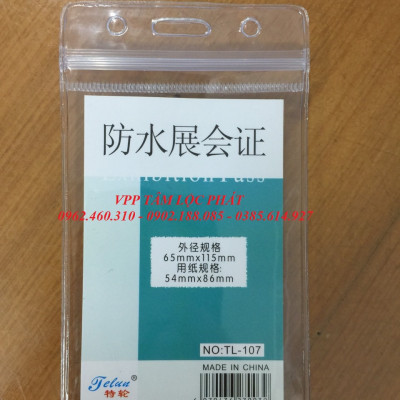 防水展会证
Exhibition Pass
VPP TÂM LỘC PHÁT
0962.460.310 - 0902.188.085 - 0385.614.927
外径规格
65mmx115mm
用纸规格:
54mmx86mm
NO:TL-107
MADE IN CHINA
Telun®
特轮